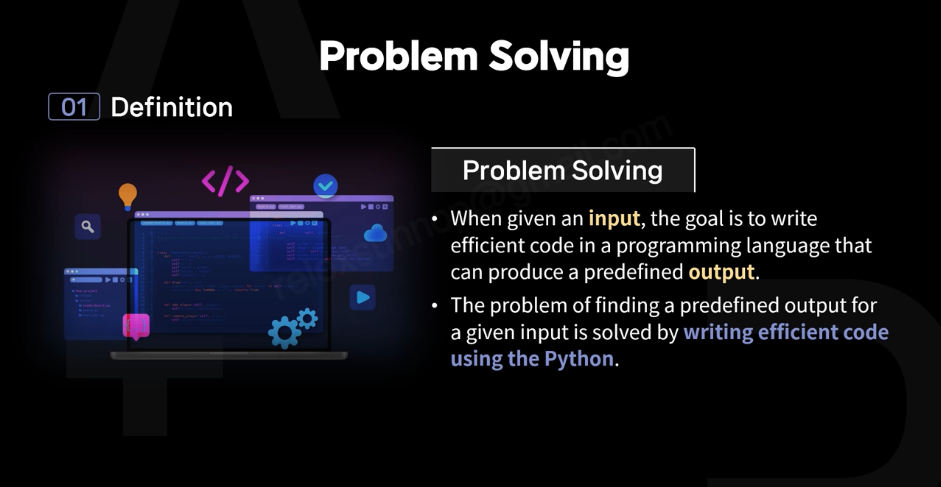 Problem Solving
01 Definition
</>
Problem Solving
• When given an input, the goal is to write
efficient code in a programming language that
can produce a predefined output.
• The problem of finding a predefined output for
a given input is solved by writing efficient code
using the Python.